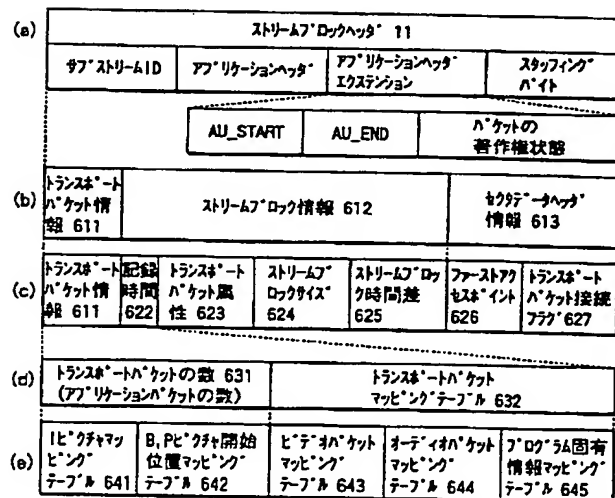 (a)
ストリームブロックヘッダ 11
サブストリームID
アプリケーションヘッダ
アプリケーションヘッダ
エクステンション
スタッフィング
バイト
AU_START
AU_END
パケットの
著作権状態
(b)
トランスポート
パケット情
報 611
ストリームブロック情報 612
セクタデータヘッダ
情報 613
(c)
トランスポート
パケット情
報 611
記録
時間
622
トランスポート
パケット属
性 623
ストリームブ
ロックサイズ
624
ストリームブロッ
ク時間差
625
ファーストアク
セスポイント
626
トランスポート
パケット接続
フラグ 627
(d)
トランスポートパケットの数 631
(アプリケーションパケットの数)
トランスポートパケット
マッピングテーブル 632
(e)
Iピクチャマッ
ピング
テーブル 641
B,Pピクチャ開始
位置マッピング
テーブル 642
ビデオパケット
マッピング
テーブル 643
オーディオパケット
マッピング
テーブル 644
プログラム固有
情報マッピング
テーブル 645